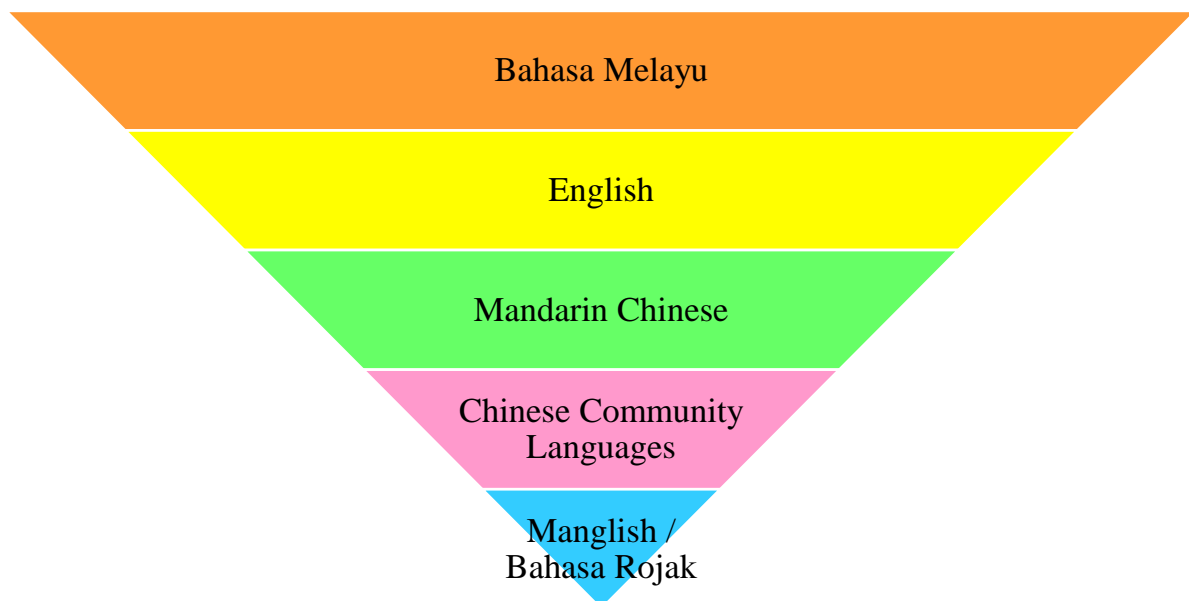 Bahasa Melayu
English
Mandarin Chinese
Chinese Community
Languages
Manglish /
Bahasa Rojak